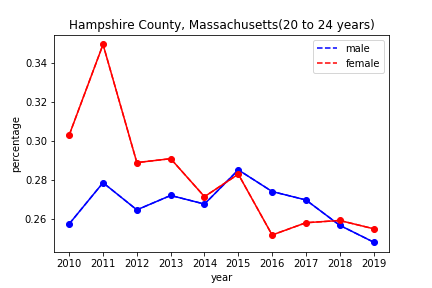 Hampshire County, Massachusetts(20 to 24 years)
male
female
0.34
0.32
0.30
0.28
0.26
percentage
2010 2011 2012 2013 2014 2015 2016 2017 2018 2019
year